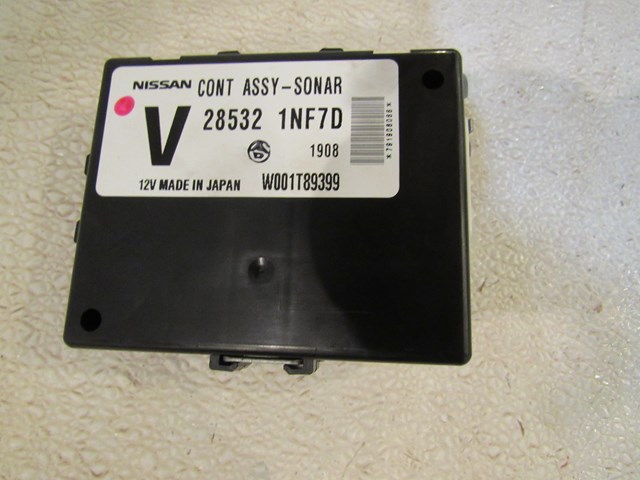 NISSAN CONT ASSY-SONAR
V 28532 1NF7D
D 1908
12V MADE IN JAPAN W001T89399